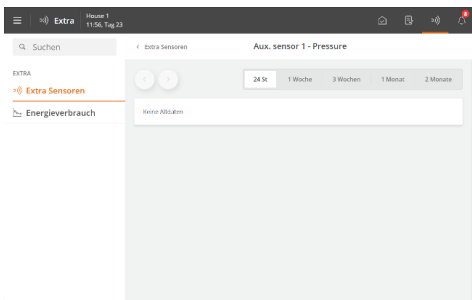 Extra
House 1
11:56, Tag 23
8
Suchen
Extra Sensoren
Aux. sensor 1 - Pressure
EXTRA
Extra Sensoren
Energieverbrauch
24 St
1 Woche
3 Wochen
1 Monat
2 Monate
Keine Alldaten